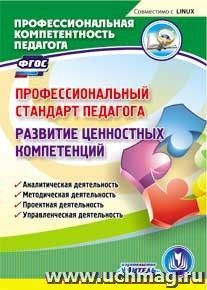 Совместимо с LINUX
ПРОФЕССИОНАЛЬНАЯ
КОМПЕТЕНТНОСТЬ
ПЕДАГОГА
ФГОС
ПРОФЕССИОНАЛЬНЫЙ
СТАНДАРТ ПЕДАГОГА
РАЗВИТИЕ ЦЕННОСТНЫХ
КОМПЕТЕНЦИЙ
Аналитическая деятельность
Методическая деятельность
Проектная деятельность
Управленческая деятельность
www.uchmag.ru